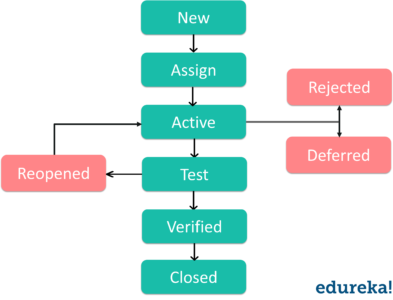 New
Assign
Rejected
Active
Deferred
Reopened
Test
Verified
Closed
edureka!